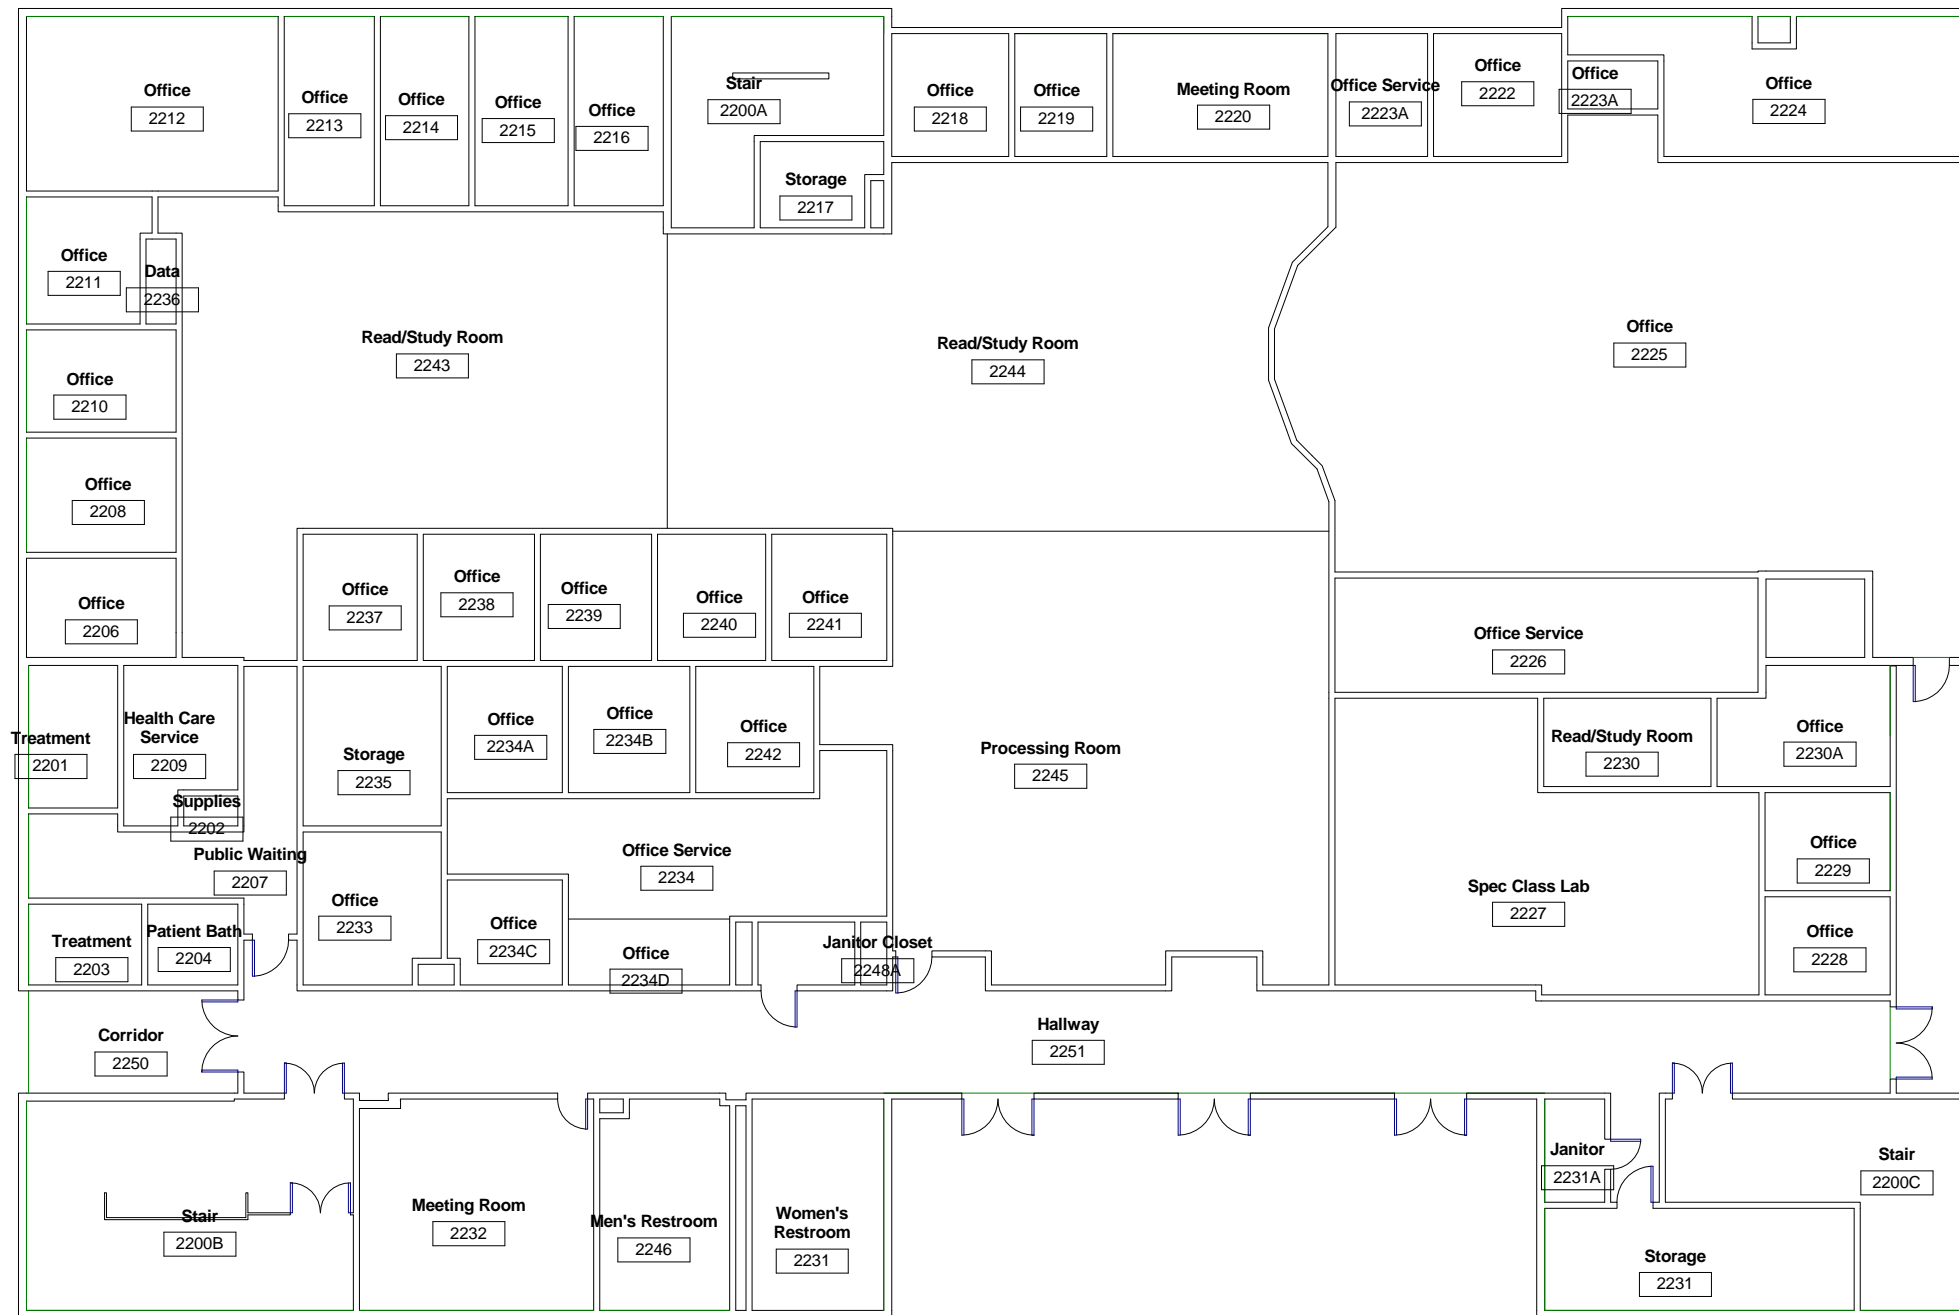 Office
2212
Office
2213
Office
2214
Office
2215
Office
2216
Stair
2200A
Storage
2217
Office
2218
Office
2219
Meeting Room
2220
Office Service
2223A
Office
2222
Office
2223A
Office
2224
Office
2211
Data
2236
Read/Study Room
2243
Read/Study Room
2244
Office
2225
Office
2210
Office
2208
Office
2206
Office
2237
Office
2238
Office
2239
Office
2240
Office
2241
Office Service
2226
Treatment
2201
Health Care
Service
2209
Supplies
2202
Storage
2235
Office
2234A
Office
2234B
Office
2242
Processing Room
2245
Read/Study Room
2230
Office
2230A
Public Waiting
2207
Office Service
2234
Office
2229
Spec Class Lab
2227
Treatment
2203
Patient Bath
2204
Office
2233
Office
2234C
Office
2234D
Janitor Closet
2248A
Office
2228
Corridor
2250
Hallway
2251
Stair
2200B
Meeting Room
2232
Men's Restroom
2246
Women's
Restroom
2231
Janitor
2231A
Stair
2200C
Storage
2231